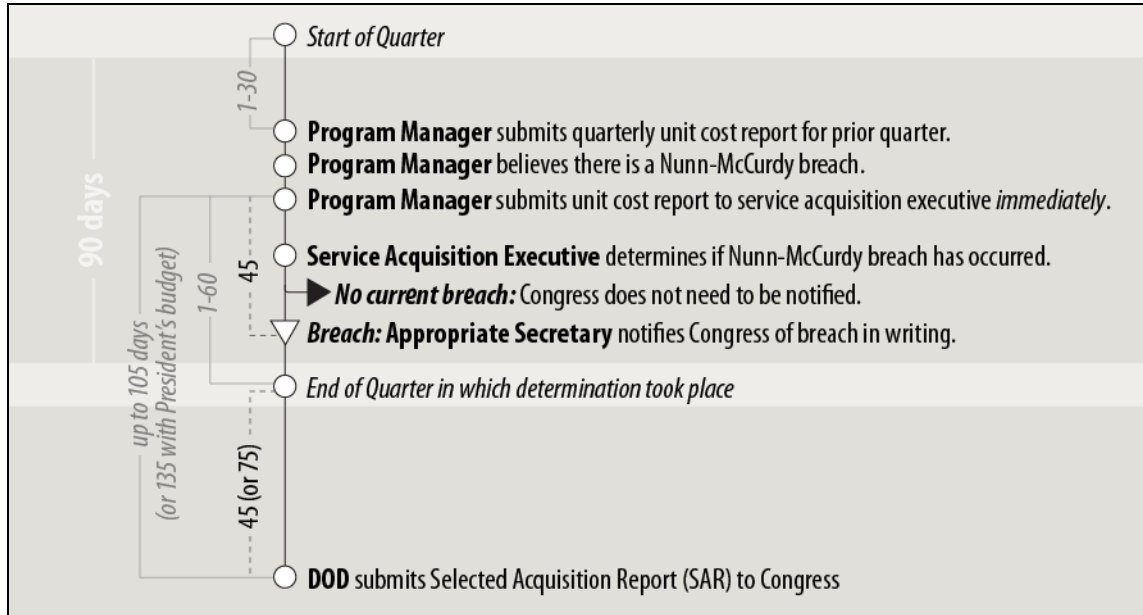 Start of Quarter
1-30
Program Manager submits quarterly unit cost report for prior quarter.
Program Manager believes there is a Nunn-McCurdy breach.
90 days
Program Manager submits unit cost report to service acquisition executive immediately.
up to 105 days
(or 135 with President's budget)
1-60
45
Service Acquisition Executive determines if Nunn-McCurdy breach has occurred.
No current breach: Congress does not need to be notified.
Breach: Appropriate Secretary notifies Congress of breach in writing.
End of Quarter in which determination took place
45 (or 75)
DOD submits Selected Acquisition Report (SAR) to Congress